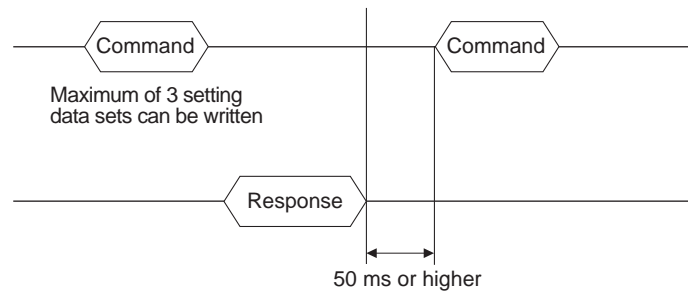 Command
Command
Maximum of 3 setting
data sets can be written
Response
50 ms or higher